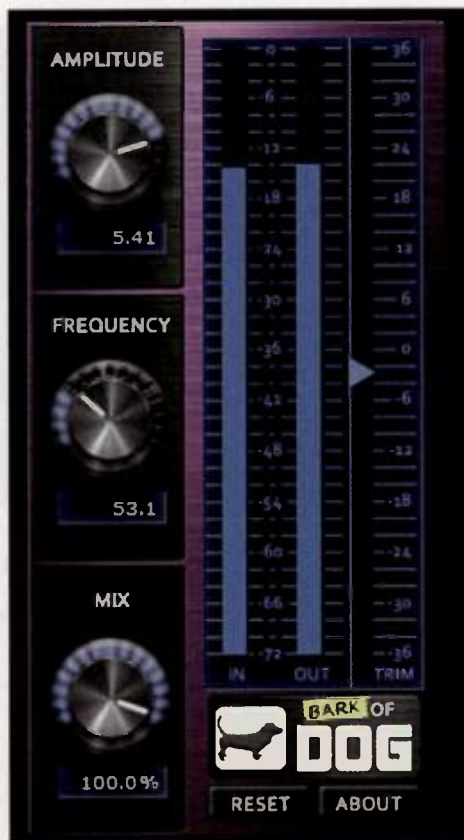 AMPLITUDE
5.41
FREQUENCY
53.1
MIX
100.0%
0 36
-6 30
-12 24
-18 18
-24 12
-30 6
-36 0
-42 -6
-48 -12
-54 -18
-60 -24
-66 -30
-72 -36
IN OUT TRIM
BARK OF
DOG
RESET ABOUT